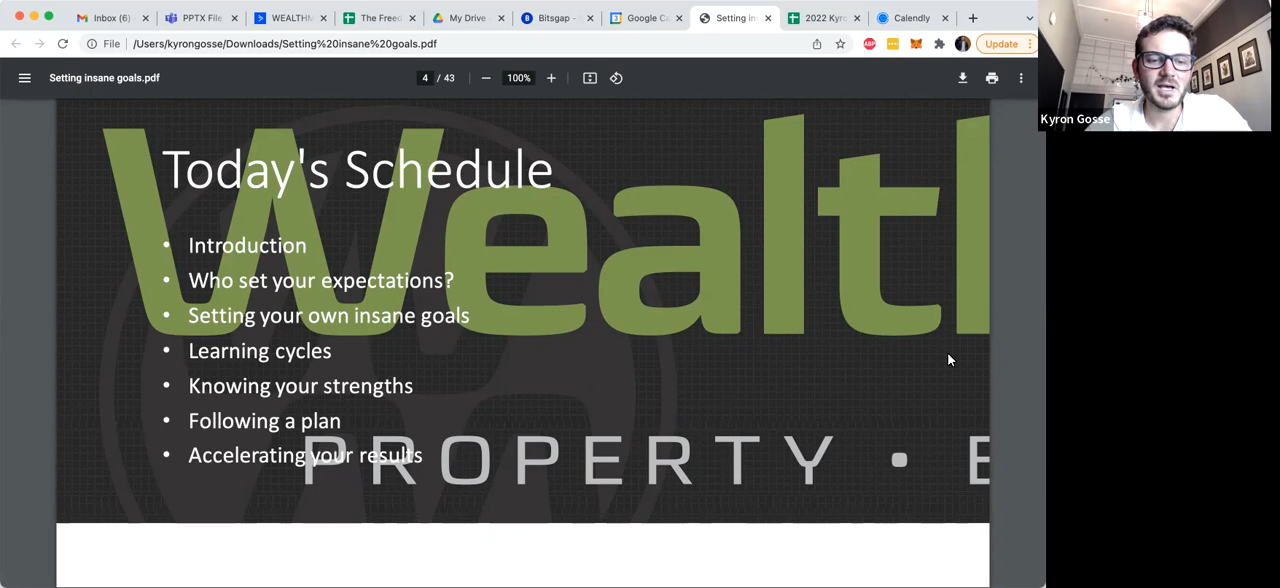 Inbox (6)
PPTX File
WEALTHM
The Freed
My Drive -
Bitsgap -
Google Ca
Setting in
2022 Kyro
Calendly
File
/Users/kyrongosse/Downloads/Setting%20insane%20goals.pdf
ABP
Update
Setting insane goals.pdf
4 / 43
100%
Kyron Gosse
Wealth
Today's Schedule
• Introduction
• Who set your expectations?
• Setting your own insane goals
• Learning cycles
• Knowing your strengths
• Following a plan
• Accelerating your results
PROPERTY • E